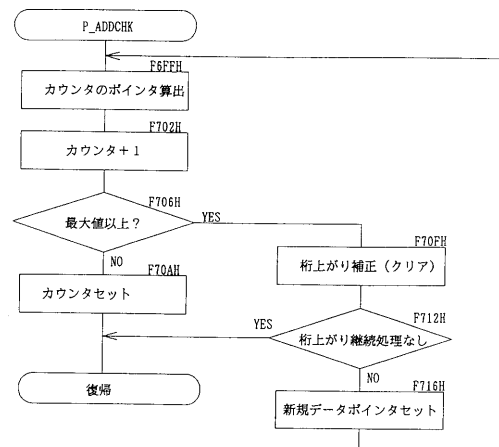 P_ADDCHK
F6FFH
カウンタのポインタ算出
F702H
カウンタ+1
F706H
最大値以上?
YES
NO
F70AH
カウンタセット
F70FH
桁上がり補正(クリア)
F712H
桁上がり継続処理なし
YES
NO
F716H
新規データポインタセット
復帰